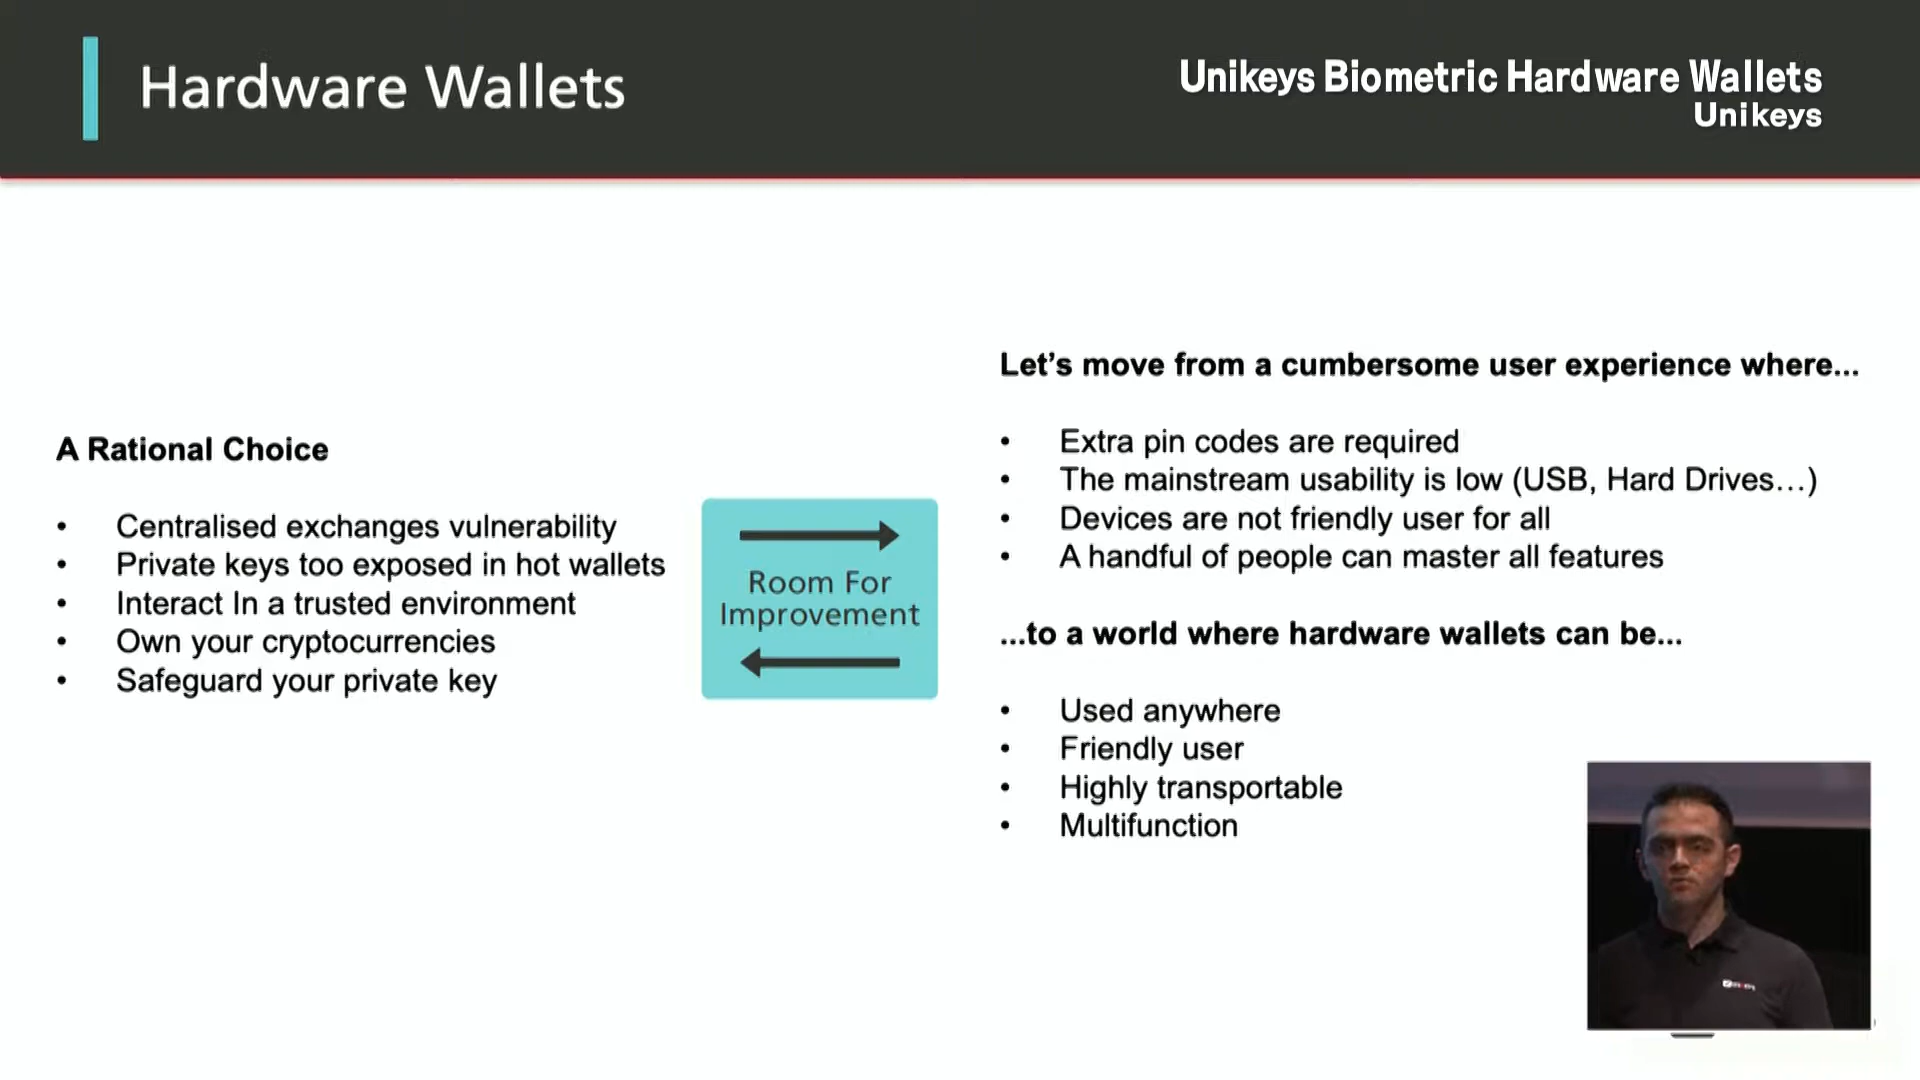 Hardware Wallets
Unikeys Biometric Hardware Wallets
Unikeys
A Rational Choice
• Centralised exchanges vulnerability
• Private keys too exposed in hot wallets
• Interact In a trusted environment
• Own your cryptocurrencies
• Safeguard your private key
Room For
Improvement
Let's move from a cumbersome user experience where...
• Extra pin codes are required
• The mainstream usability is low (USB, Hard Drives…)
• Devices are not friendly user for all
• A handful of people can master all features
...to a world where hardware wallets can be...
• Used anywhere
• Friendly user
• Highly transportable
• Multifunction